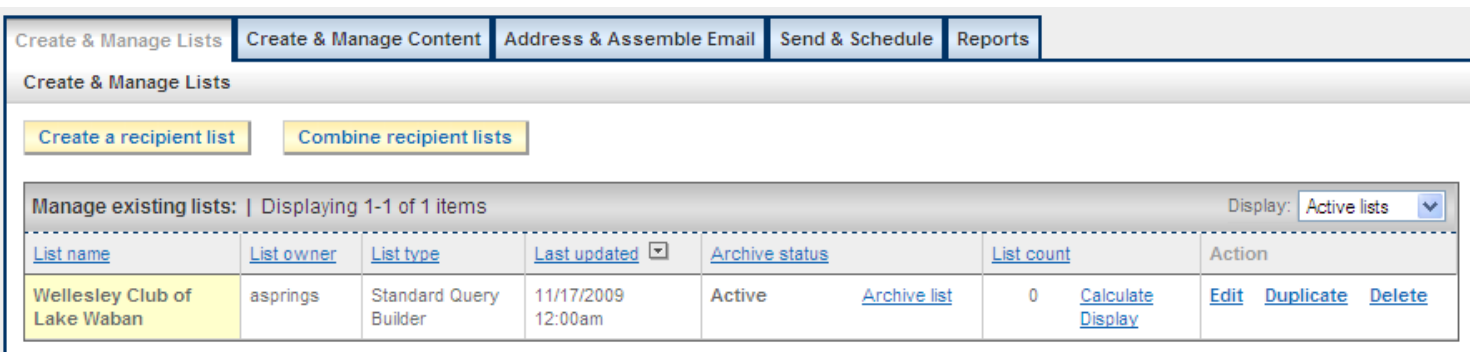 Create & Manage Lists Create & Manage Content Address & Assemble Email Send & Schedule Reports
Create & Manage Lists
Create a recipient list Combine recipient lists
Manage existing lists: | Displaying 1-1 of 1 items Display: Active lists
List name List owner List type Last updated Archive status List count Action
Wellesley Club of asprings Standard Query 11/17/2009 Active Archive list 0 Calculate Edit Duplicate Delete
Lake Waban Builder 12:00am Display